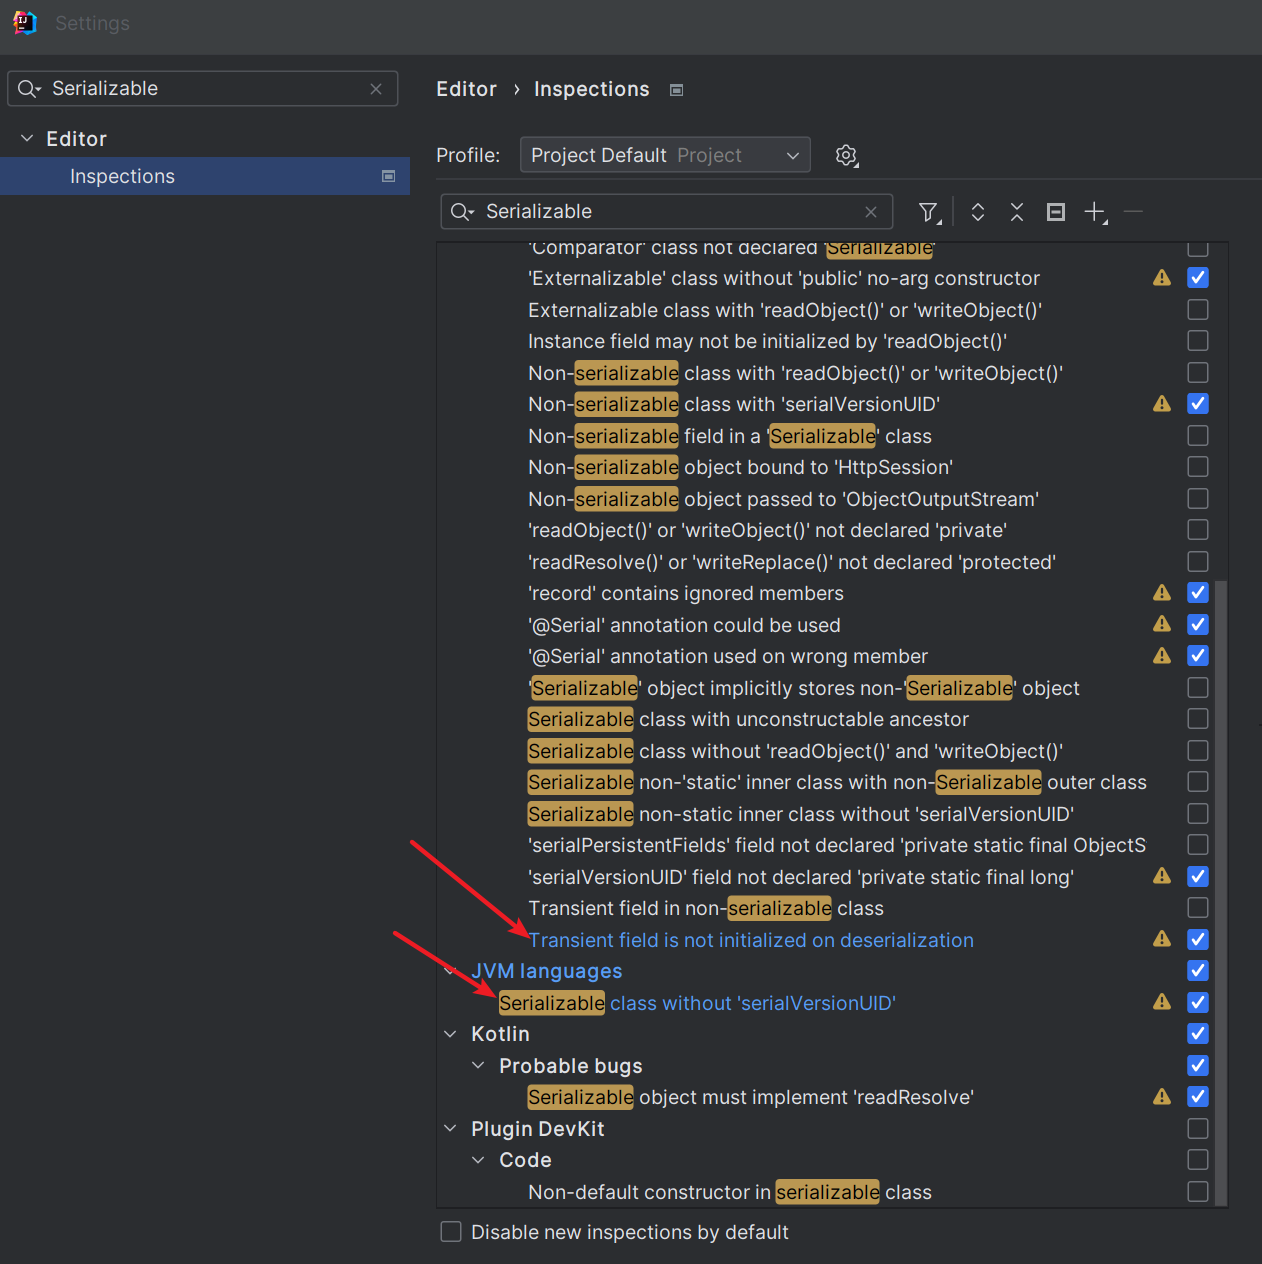 Settings
Serializable
Editor
Inspections
Editor › Inspections
Profile: Project Default Project
Serializable
'Comparator' class not declared 'Serializable'
'Externalizable' class without 'public' no-arg constructor
Externalizable class with 'readObject()' or 'writeObject()'
Instance field may not be initialized by 'readObject()'
Non-serializable class with 'readObject()' or 'writeObject()'
Non-serializable class with 'serialVersionUID'
Non-serializable field in a 'Serializable' class
Non-serializable object bound to 'HttpSession'
Non-serializable object passed to 'ObjectOutputStream'
'readObject()' or 'writeObject()' not declared 'private'
'readResolve()' or 'writeReplace()' not declared 'protected'
'record' contains ignored members
'@Serial' annotation could be used
'@Serial' annotation used on wrong member
'Serializable' object implicitly stores non-'Serializable' object
Serializable class with unconstructable ancestor
Serializable class without 'readObject()' and 'writeObject()'
Serializable non-'static' inner class with non-Serializable outer class
Serializable non-static inner class without 'serialVersionUID'
'serialPersistentFields' field not declared 'private static final ObjectS
'serialVersionUID' field not declared 'private static final long'
Transient field in non-serializable class
Transient field is not initialized on deserialization
JVM languages
Serializable class without 'serialVersionUID'
Kotlin
Probable bugs
Serializable object must implement 'readResolve'
Plugin DevKit
Code
Non-default constructor in serializable class
Disable new inspections by default